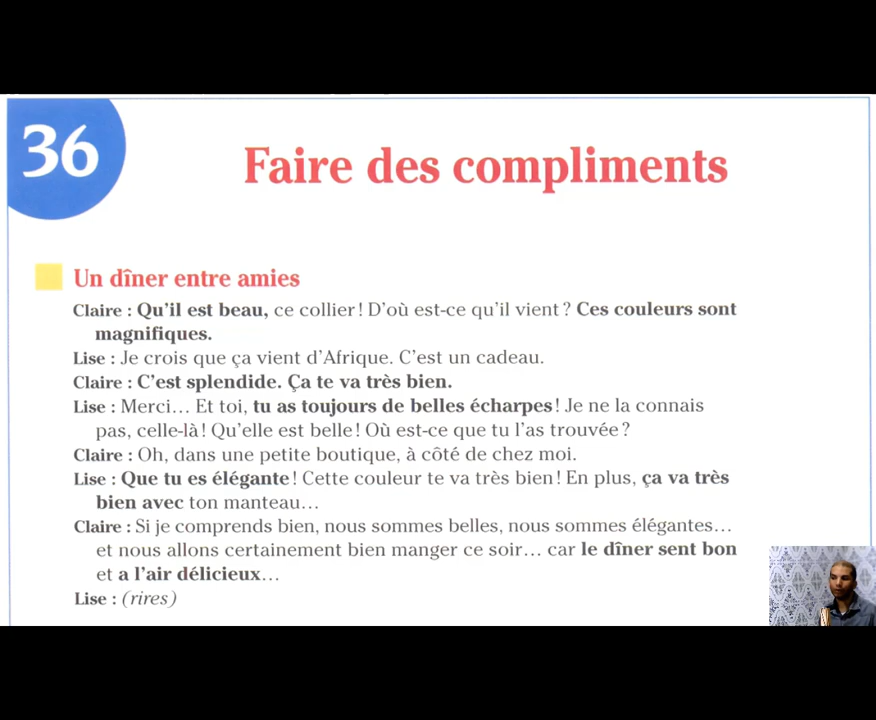 36
Faire des compliments
Un dîner entre amies
Claire : Qu'il est beau, ce collier ! D'où est-ce qu'il vient ? Ces couleurs sont
magnifiques.
Lise : Je crois que ça vient d'Afrique. C'est un cadeau.
Claire : C'est splendide. Ça te va très bien.
Lise : Merci... Et toi, tu as toujours de belles écharpes ! Je ne la connais
pas, celle-là ! Qu'elle est belle ! Où est-ce que tu l'as trouvée ?
Claire : Oh, dans une petite boutique, à côté de chez moi.
Lise : Que tu es élégante ! Cette couleur te va très bien ! En plus, ça va très
bien avec ton manteau...
Claire : Si je comprends bien, nous sommes belles, nous sommes élégantes...
et nous allons certainement bien manger ce soir... car le dîner sent bon
et a l'air délicieux...
Lise : (rires)